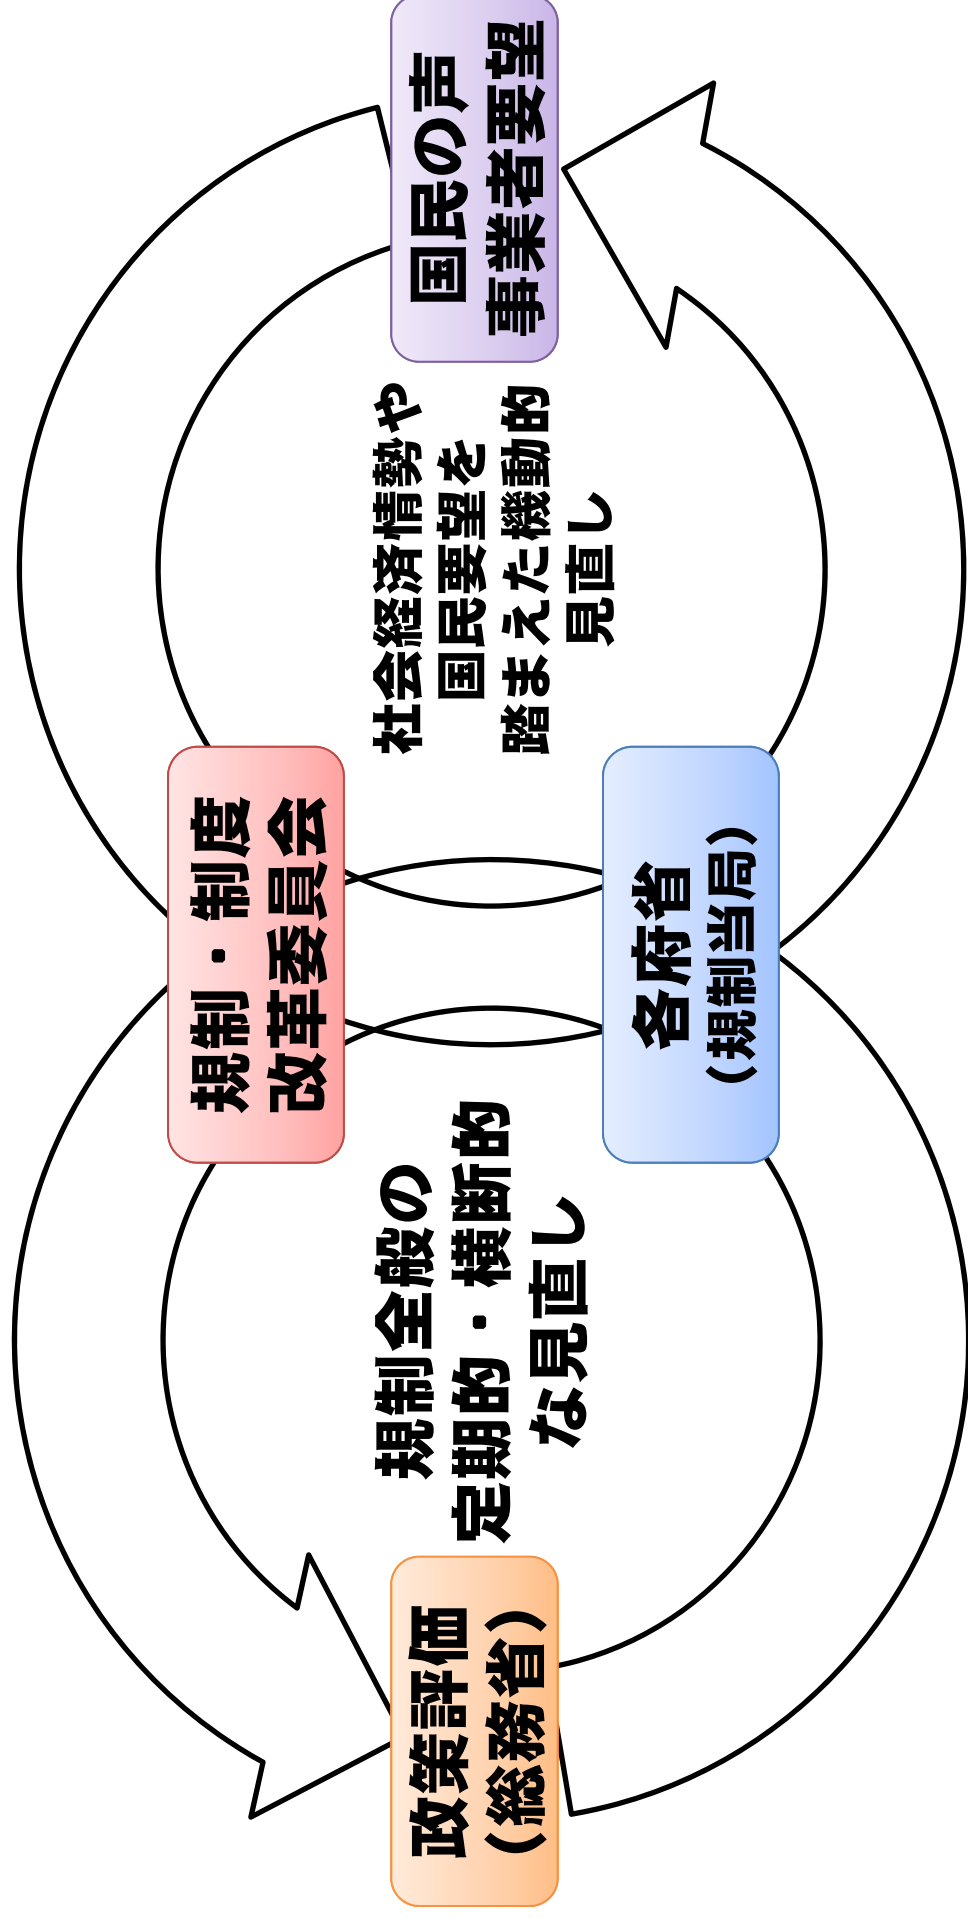 規制・制度
改革委員会
政策評価
（総務省）
規制全般の
定期的・横断的
な見直し
社会経済情勢や
国民要望を
踏まえた機動的
見直し
国民の声
事業者要望
各府省
（規制当局）